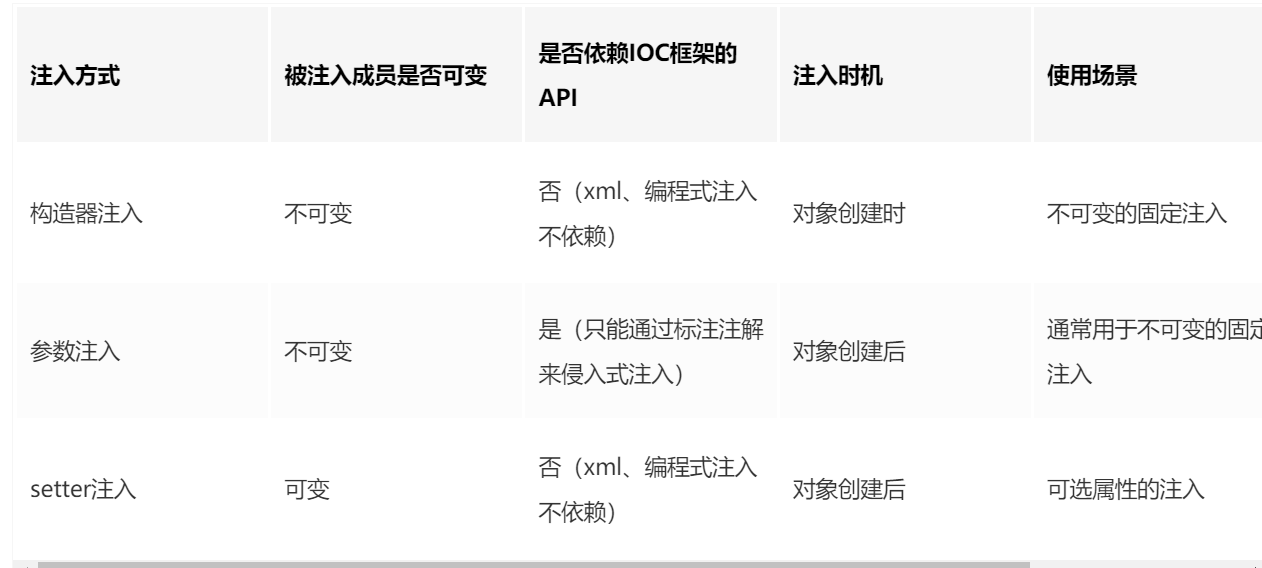 注入方式
被注入成员是否可变
是否依赖IOC框架的
API
注入时机
使用场景
构造器注入
不可变
否（xml、编程式注入
不依赖）
对象创建时
不可变的固定注入
参数注入
不可变
是（只能通过标注注解
来侵入式注入）
对象创建后
通常用于不可变的固定
注入
setter注入
可变
否（xml、编程式注入
不依赖）
对象创建后
可选属性的注入